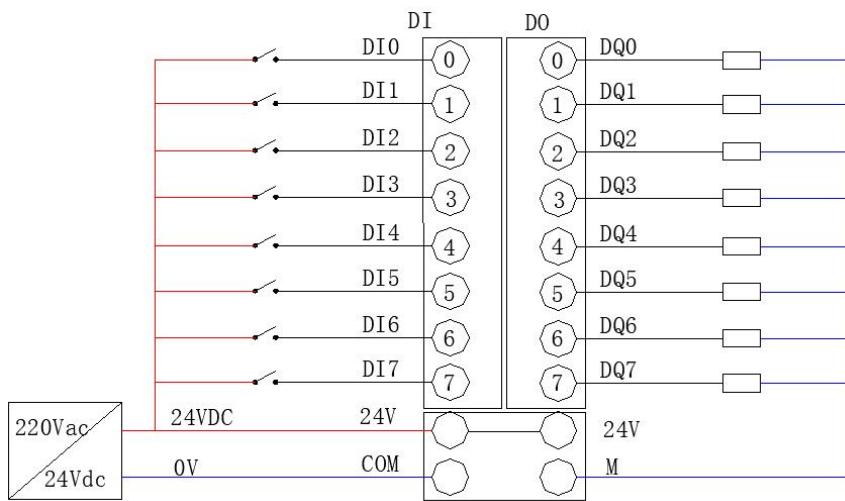 DI DO
DI0 0 0 DQ0
DI1 1 1 DQ1
DI2 2 2 DQ2
DI3 3 3 DQ3
DI4 4 4 DQ4
DI5 5 5 DQ5
DI6 6 6 DQ6
DI7 7 7 DQ7
220Vac 24VDC 24V 24V
24Vdc 0V COM M